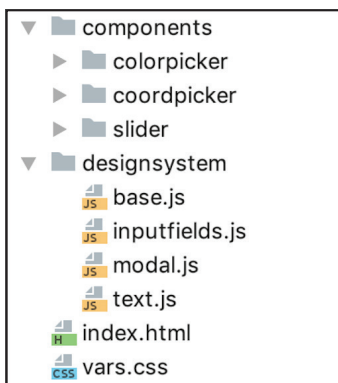 components
colorpicker
coordpicker
slider
designsystem
JS base.js
JS inputfields.js
JS modal.js
JS text.js
H index.html
CSS vars.css